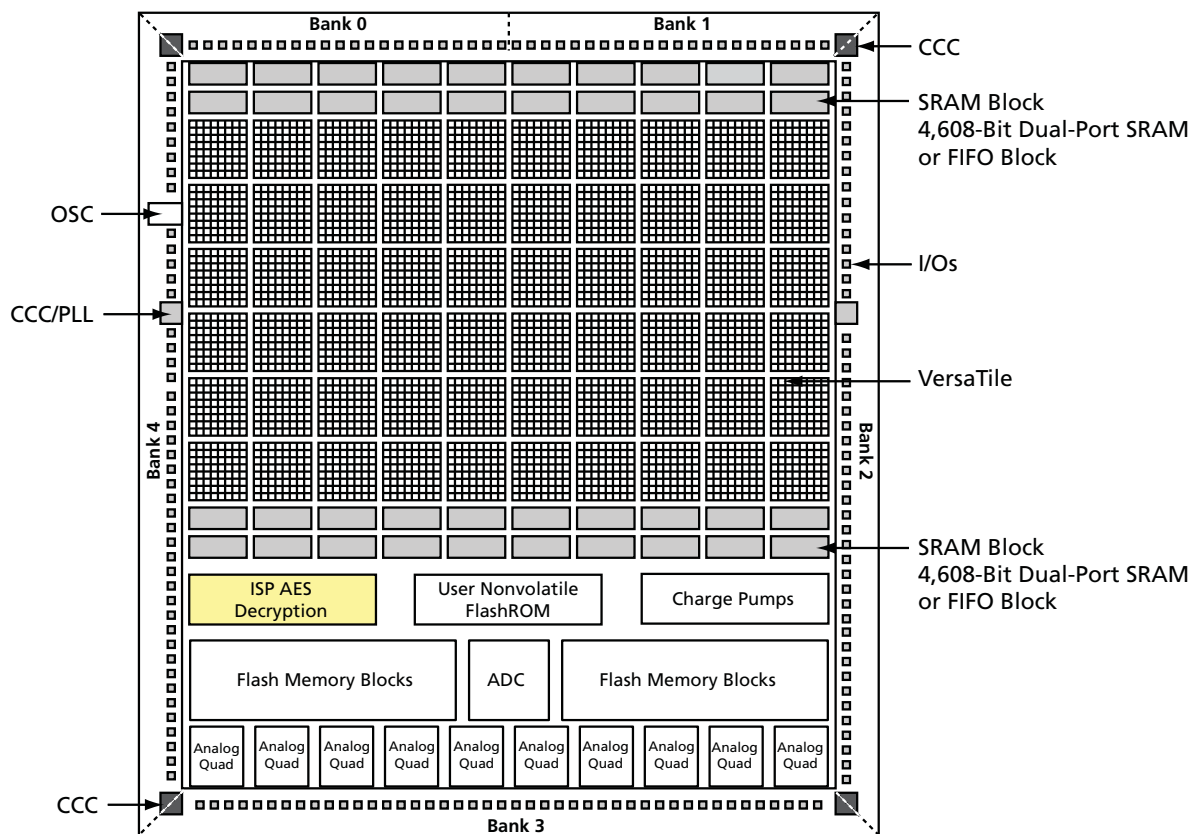 Bank 0
Bank 1
CCC
SRAM Block
4,608-Bit Dual-Port SRAM
or FIFO Block
OSC
I/Os
CCC/PLL
VersaTile
Bank 4
Bank 2
SRAM Block
4,608-Bit Dual-Port SRAM
or FIFO Block
ISP AES
Decryption
User Nonvolatile
FlashROM
Charge Pumps
Flash Memory Blocks
ADC
Flash Memory Blocks
Analog
Quad
Analog
Quad
Analog
Quad
Analog
Quad
Analog
Quad
Analog
Quad
Analog
Quad
Analog
Quad
Analog
Quad
Analog
Quad
CCC
Bank 3